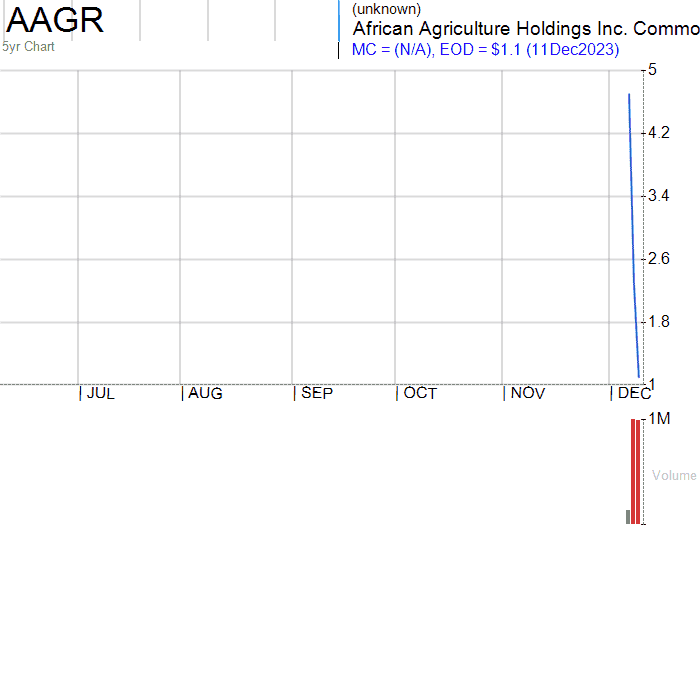 AAGR
5yr Chart
(unknown)
African Agriculture Holdings Inc. Commo
MC = (N/A), EOD = $1.1 (11Dec2023)
5
4.2
3.4
2.6
1.8
1
JUL AUG SEP OCT NOV DEC
1M
Volume